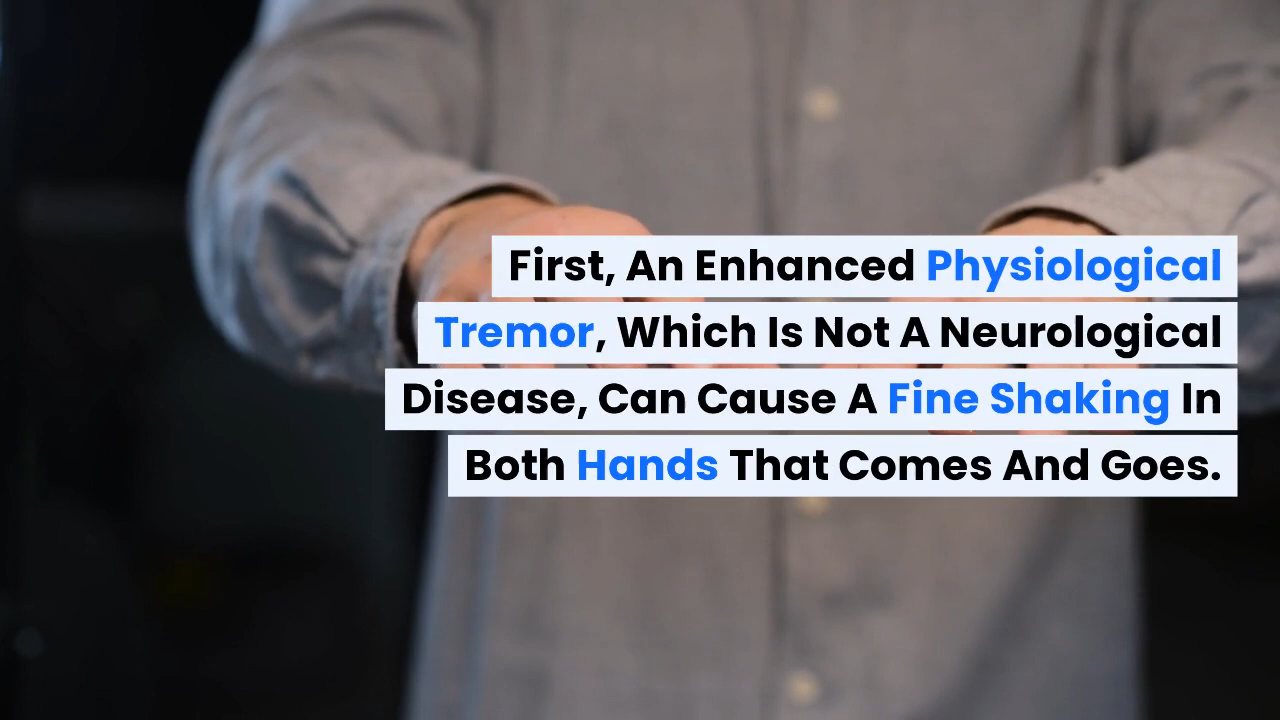 First, An Enhanced Physiological
Tremor, Which Is Not A Neurological
Disease, Can Cause A Fine Shaking In
Both Hands That Comes And Goes.